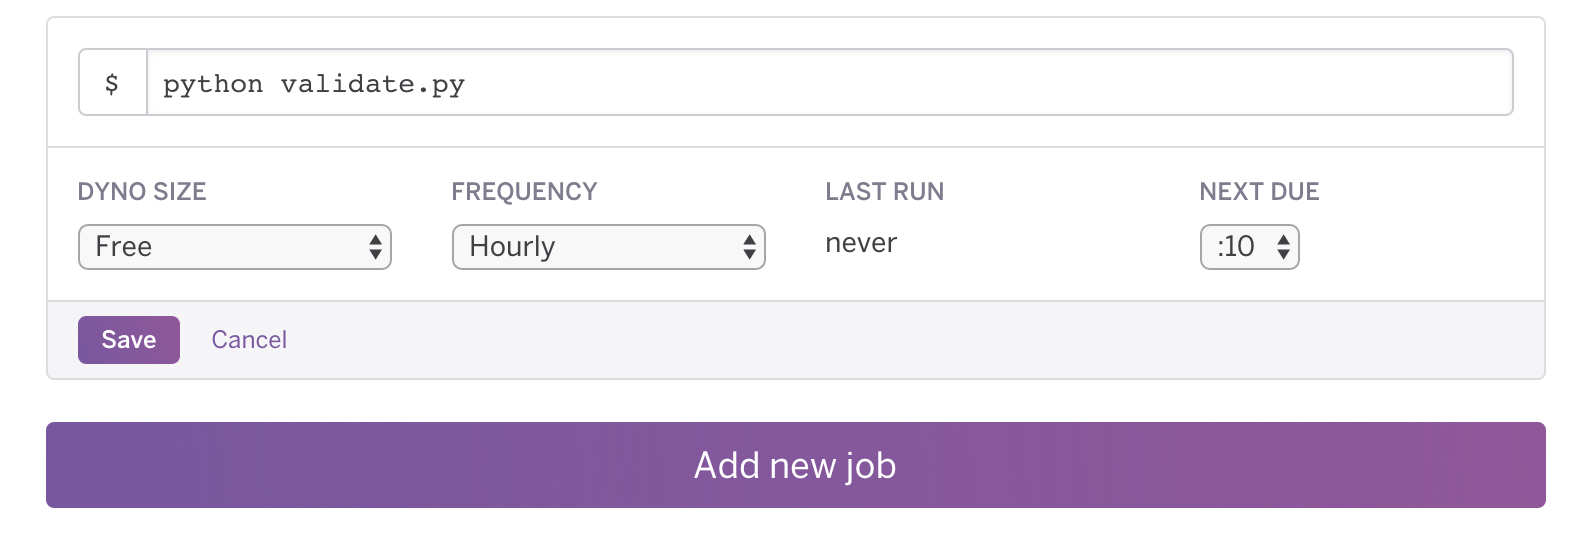 $ python validate.py
DYNO SIZE FREQUENCY LAST RUN NEXT DUE
Free Hourly never :10
Save Cancel
Add new job